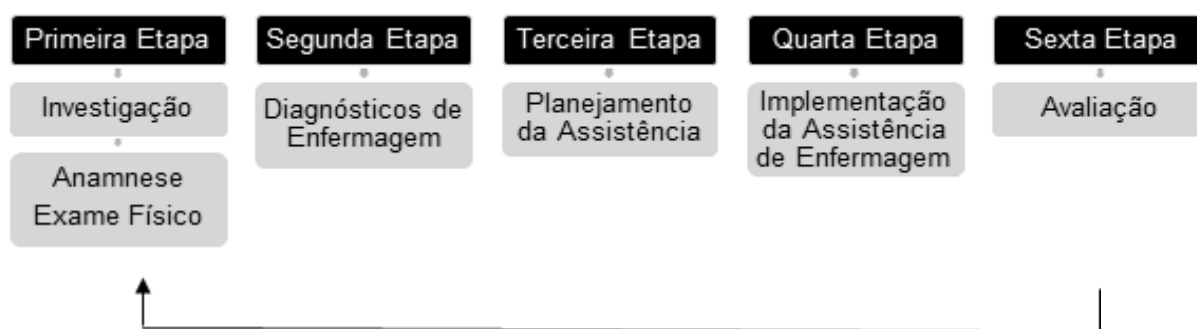 Primeira Etapa
Investigação
Anamnese
Exame Físico
Segunda Etapa
Diagnósticos de
Enfermagem
Terceira Etapa
Planejamento
da Assistência
Quarta Etapa
Implementação
da Assistência
de Enfermagem
Sexta Etapa
Avaliação